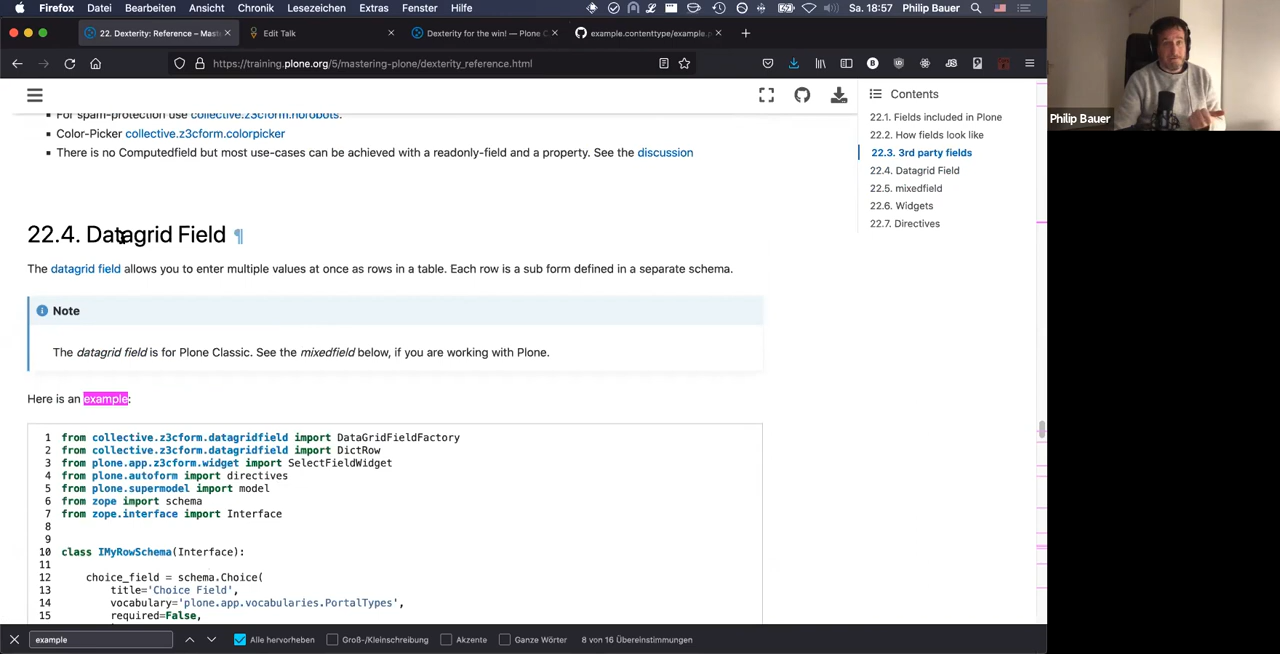 Firefox Datei Bearbeiten Ansicht Chronik Lesezeichen Extras Fenster Hilfe Sa. 18:57 Philip Bauer
22. Dexterity: Reference – Mast Edit Talk Dexterity for the win! — Plone C example.contenttype/example.p
https://training.plone.org/5/mastering-plone/dexterity_reference.html
Contents
For spam-protection use collective.z3cform.norobots.
Color-Picker collective.z3cform.colorpicker
There is no Computedfield but most use-cases can be achieved with a readonly-field and a property. See the discussion
22.1. Fields included in Plone
22.2. How fields look like
22.3. 3rd party fields
22.4. Datagrid Field
22.5. mixedfield
22.6. Widgets
22.7. Directives
22.4. Datagrid Field ¶
The datagrid field allows you to enter multiple values at once as rows in a table. Each row is a sub form defined in a separate schema.
Note
The datagrid field is for Plone Classic. See the mixedfield below, if you are working with Plone.
Here is an example:
1 from collective.z3cform.datagridfield import DataGridFieldFactory
2 from collective.z3cform.datagridfield import DictRow
3 from plone.app.z3cform.widget import SelectFieldWidget
4 from plone.autoform import directives
5 from plone.supermodel import model
6 from zope import schema
7 from zope.interface import Interface
8
9
10 class IMyRowSchema(Interface):
11
12 choice_field = schema.Choice(
13 title='Choice Field',
14 vocabulary='plone.app.vocabularies.PortalTypes',
15 required=False,
example Alle hervorheben Groß-/Kleinschreibung Akzente Ganze Wörter 8 von 16 Übereinstimmungen
Philip Bauer